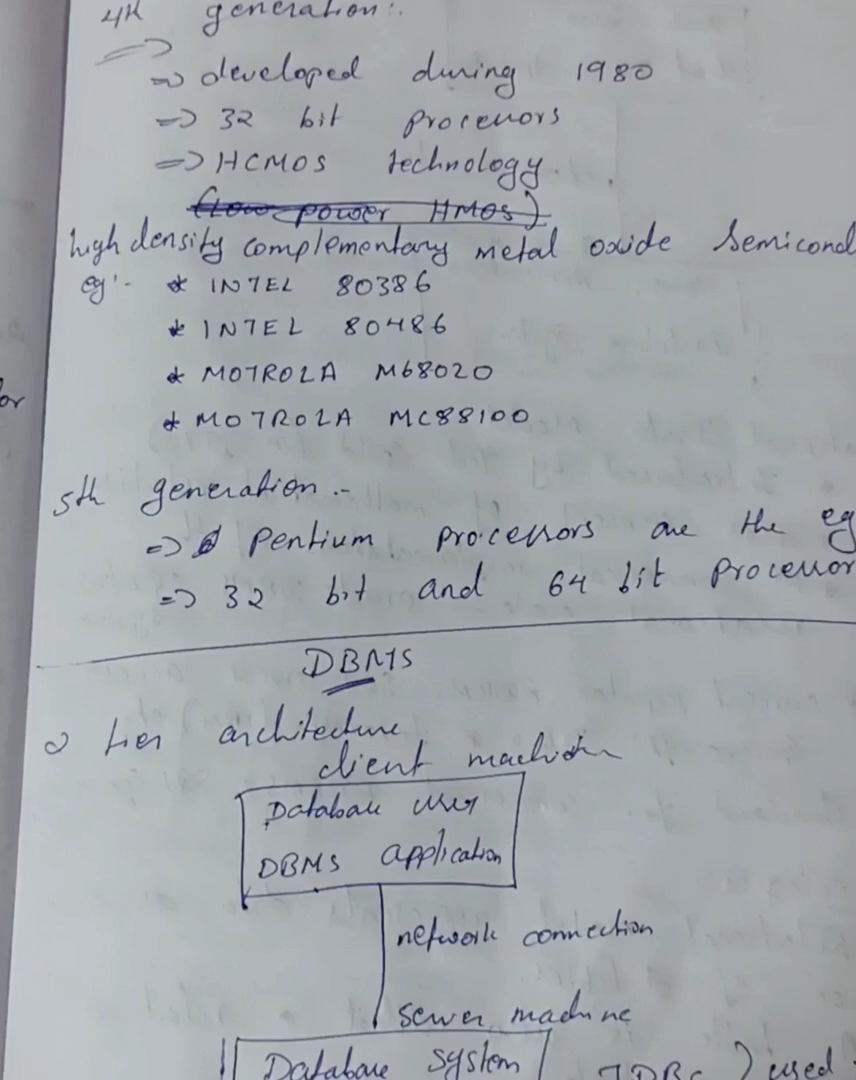 4th generation:.
=>
=> developed during 1980
=> 32 bit processors
=> HCMOS technology.
(low power HMOS)
high density complementary metal oxide Semicond
eg:- * INTEL 80386
* INTEL 80486
* MOTROLA M68020
or
* MOTROLA MC88100
5th generation :-
=> Pentium processors are the eg
=> 32 bit and 64 bit Processor
DBMS
2 tier architecture
client machine
Database user
DBMS application
network connection
server machine
Database system
JDBC } used